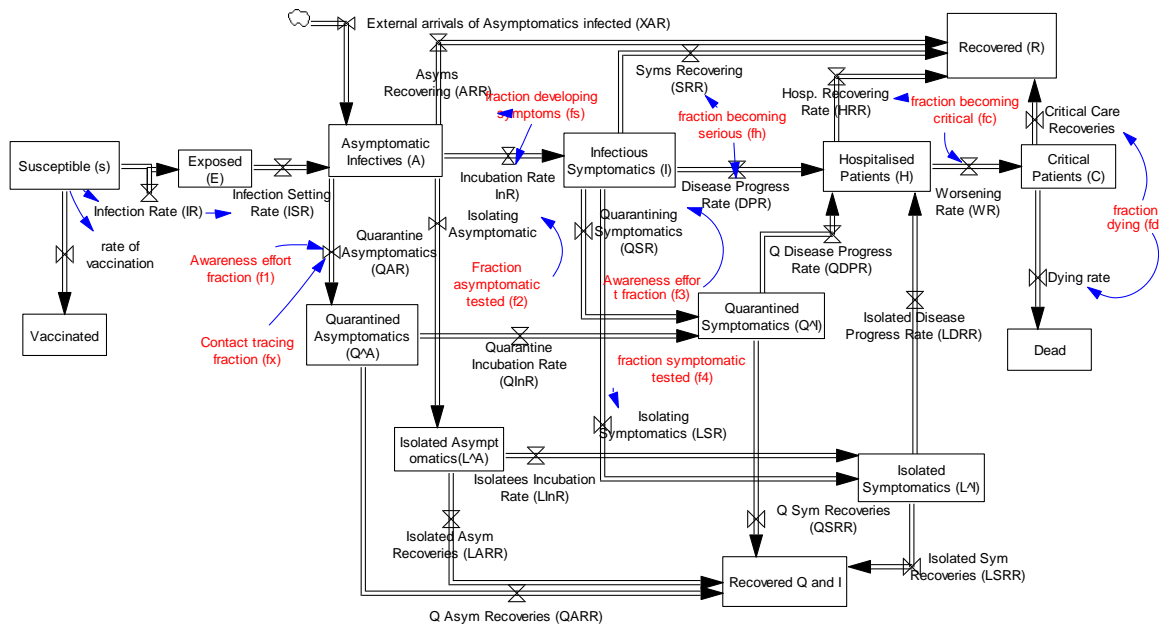 External arrivals of Asymptomatics infected (XAR)
Recovered (R)
Asyms
Recovering (ARR)
Syms Recovering
(SRR)
Hosp. Recovering
Rate (HRR)
fraction developing
symptoms (fs)
fraction becoming
serious (fh)
fraction becoming
critical (fc)
Critical Care
Recoveries
Susceptible (s)
Exposed
(E)
Asymptomatic
Infectives (A)
Infectious
Symptomatics (I)
Hospitalised
Patients (H)
Critical
Patients (C)
Infection Rate (IR)
Infection Setting
Rate (ISR)
Incubation Rate
InR)
Disease Progress
Rate (DPR)
Worsening
Rate (WR)
fraction
dying (fd
rate of
vaccination
Quarantine
Asymptomatics
(QAR)
Isolating
Asymptomatic
Quarantining
Symptomatics
(QSR)
Q Disease Progress
Rate (QDPR)
Awareness effort
fraction (f1)
Fraction
asymptomatic
tested (f2)
Awareness effor
t fraction (f3)
Dying rate
Vaccinated
Contact tracing
fraction (fx)
Quarantined
Asymptomatics
(Q^A)
Quarantined
Symptomatics (Q^I)
Isolated Disease
Progress Rate (LDRR)
Dead
Quarantine
Incubation Rate
(QInR)
fraction symptomatic
tested (f4)
Isolating
Symptomatics (LSR)
Isolated Asympt
omatics(L^A)
Isolatees Incubation
Rate (LInR)
Isolated
Symptomatics (L^I)
Q Sym Recoveries
(QSRR)
Isolated Asym
Recoveries (LARR)
Recovered Q and I
Isolated Sym
Recoveries (LSRR)
Q Asym Recoveries (QARR)